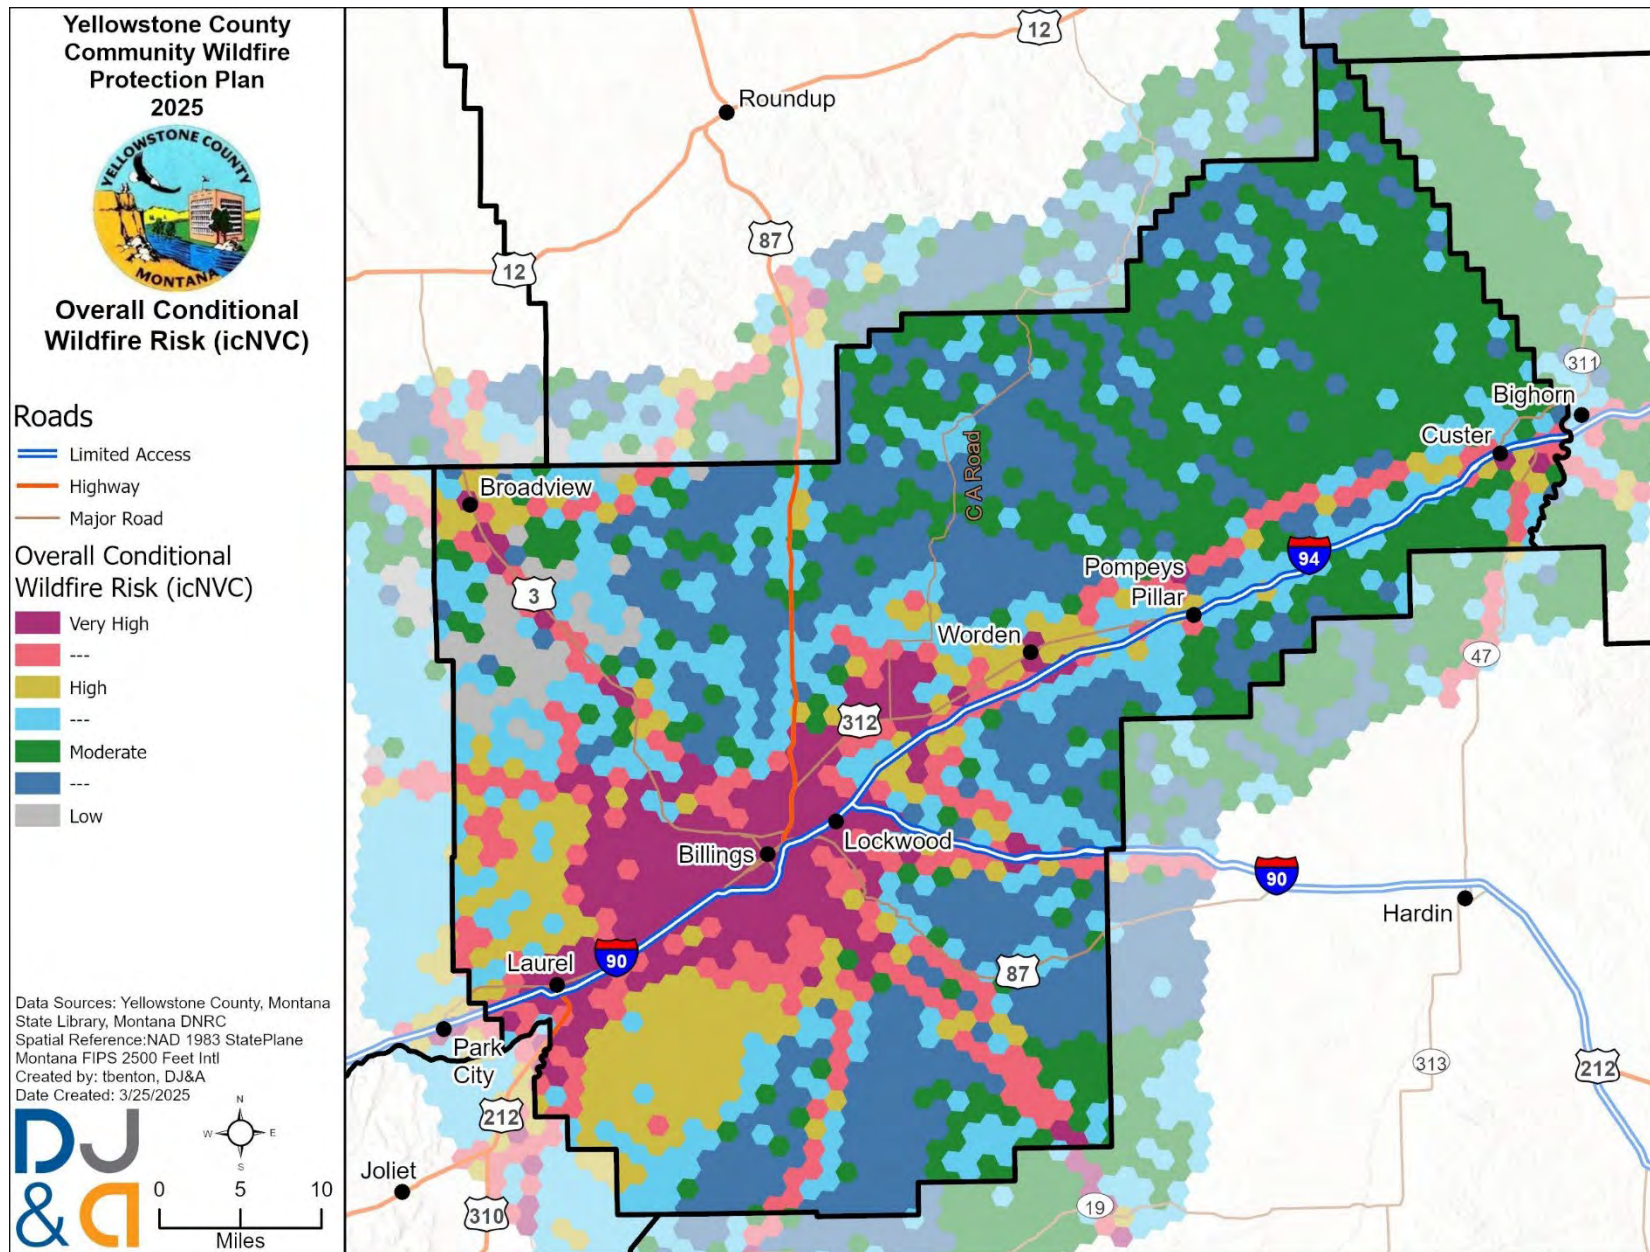 Yellowstone County
Community Wildfire
Protection Plan
2025
YELLOWSTONE COUNTY
MONTANA
Overall Conditional
Wildfire Risk (icNVC)
Roads
Limited Access
Highway
Major Road
Overall Conditional
Wildfire Risk (icNVC)
Very High
---
High
---
Moderate
---
Low
Data Sources: Yellowstone County, Montana
State Library, Montana DNRC
Spatial Reference:NAD 1983 StatePlane
Montana FIPS 2500 Feet Intl
Created by: tbenton, DJ&A
Date Created: 3/25/2025
DJ
&a
N
W
E
S
0 5 10
Miles
12
Roundup
87
12
311
Bighorn
Custer
Broadview
C A Road
94
Pompeys
Pillar
3
Worden
47
312
Lockwood
Billings
90
Hardin
Laurel
90
87
Park
City
313
212
212
Joliet
310
19